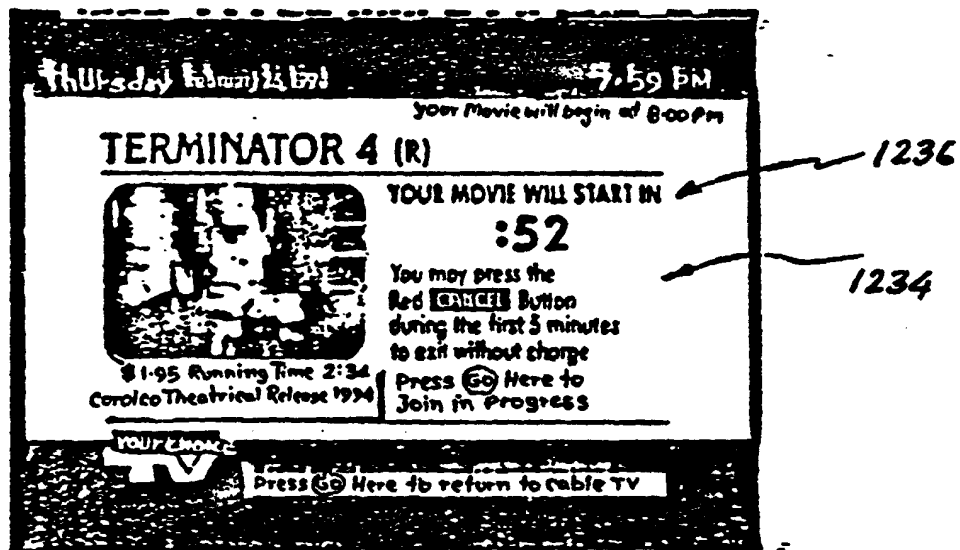 Thursday
7:59 PM
Your Movie will begin at 8:00 PM
TERMINATOR 4 (R)
1236
YOUR MOVIE WILL START IN
:52
1234
You may press the
Red CANCEL Button
during the first 5 minutes
to exit without charge
$1.95 Running Time 2:34
Carolco Theatrical Release 1994
Press GO Here to
Join in Progress
YOUR CHOICE
TV
Press GO Here to return to cable TV